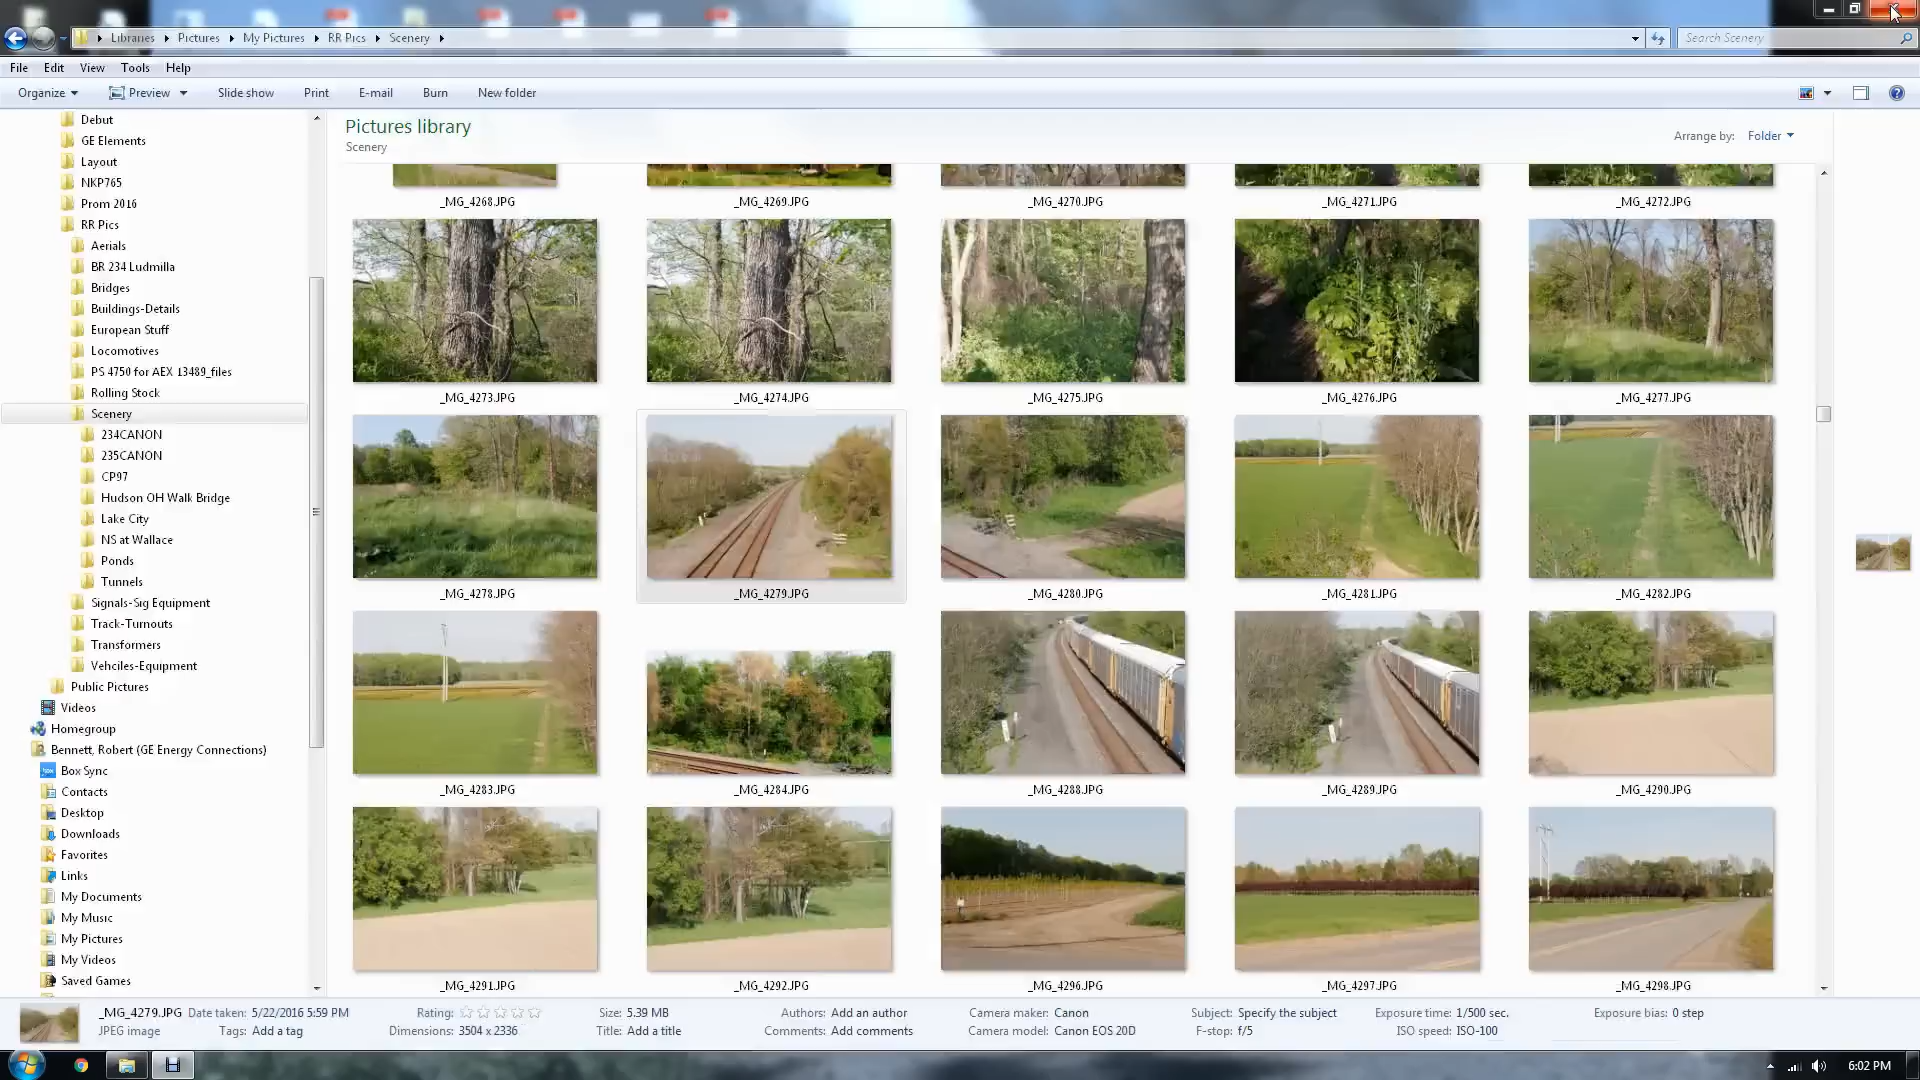 Libraries Pictures My Pictures RR Pics Scenery
Search Scenery
File Edit View Tools Help
Organize Preview Slide show Print E-mail Burn New folder
Debut
GE Elements
Layout
NKP765
Prom 2016
RR Pics
Aerials
BR 234 Ludmilla
Bridges
Buildings-Details
European Stuff
Locomotives
PS 4750 for AEX 13489_files
Rolling Stock
Scenery
234CANON
235CANON
CP97
Hudson OH Walk Bridge
Lake City
NS at Wallace
Ponds
Tunnels
Signals-Sig Equipment
Track-Turnouts
Transformers
Vehciles-Equipment
Public Pictures
Videos
Homegroup
Bennett, Robert (GE Energy Connections)
Box Sync
Contacts
Desktop
Downloads
Favorites
Links
My Documents
My Music
My Pictures
My Videos
Saved Games
Pictures library
Scenery
Arrange by: Folder
_MG_4268.JPG _MG_4269.JPG _MG_4270.JPG _MG_4271.JPG _MG_4272.JPG
_MG_4273.JPG _MG_4274.JPG _MG_4275.JPG _MG_4276.JPG _MG_4277.JPG
_MG_4278.JPG _MG_4279.JPG _MG_4280.JPG _MG_4281.JPG _MG_4282.JPG
_MG_4283.JPG _MG_4284.JPG _MG_4288.JPG _MG_4289.JPG _MG_4290.JPG
_MG_4291.JPG _MG_4292.JPG _MG_4296.JPG _MG_4297.JPG _MG_4298.JPG
_MG_4279.JPG Date taken: 5/22/2016 5:59 PM Rating: Size: 5.39 MB Authors: Add an author Camera maker: Canon Subject: Specify the subject Exposure time: 1/500 sec. Exposure bias: 0 step
JPEG image Tags: Add a tag Dimensions: 3504 x 2336 Title: Add a title Comments: Add comments Camera model: Canon EOS 20D F-stop: f/5 ISO speed: ISO-100
6:02 PM